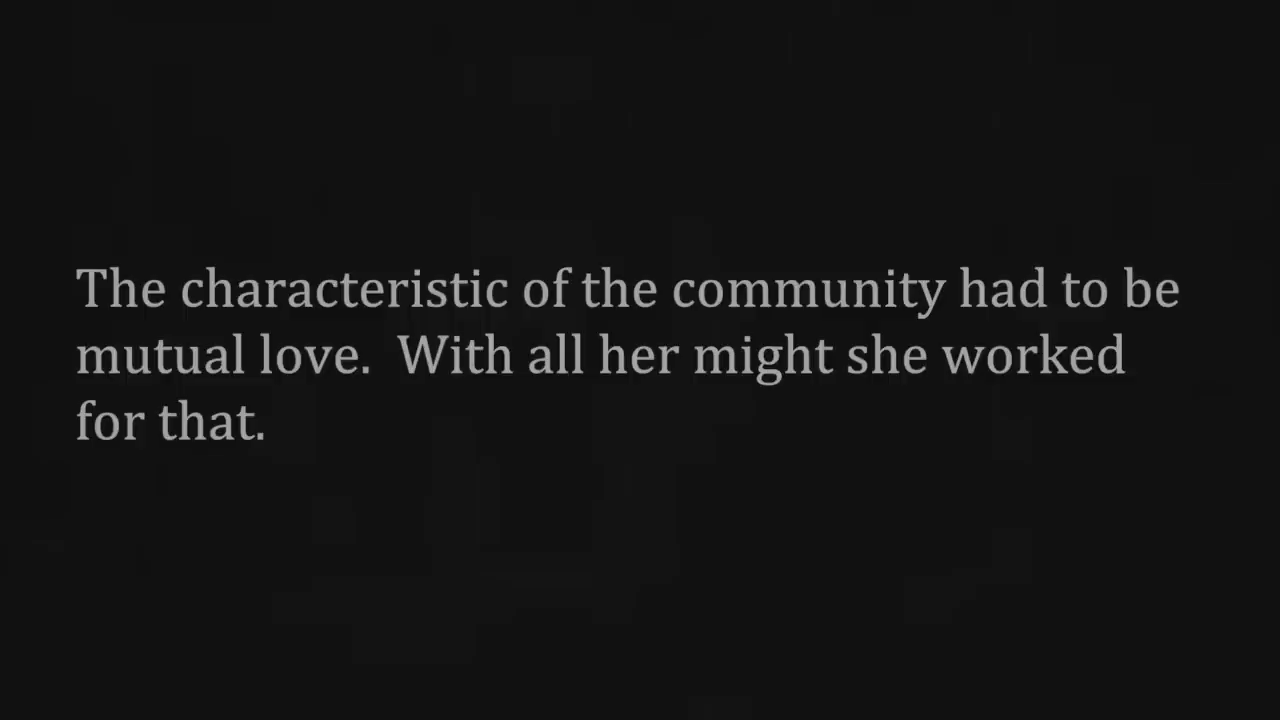 The characteristic of the community had to be
mutual love.  With all her might she worked
for that.